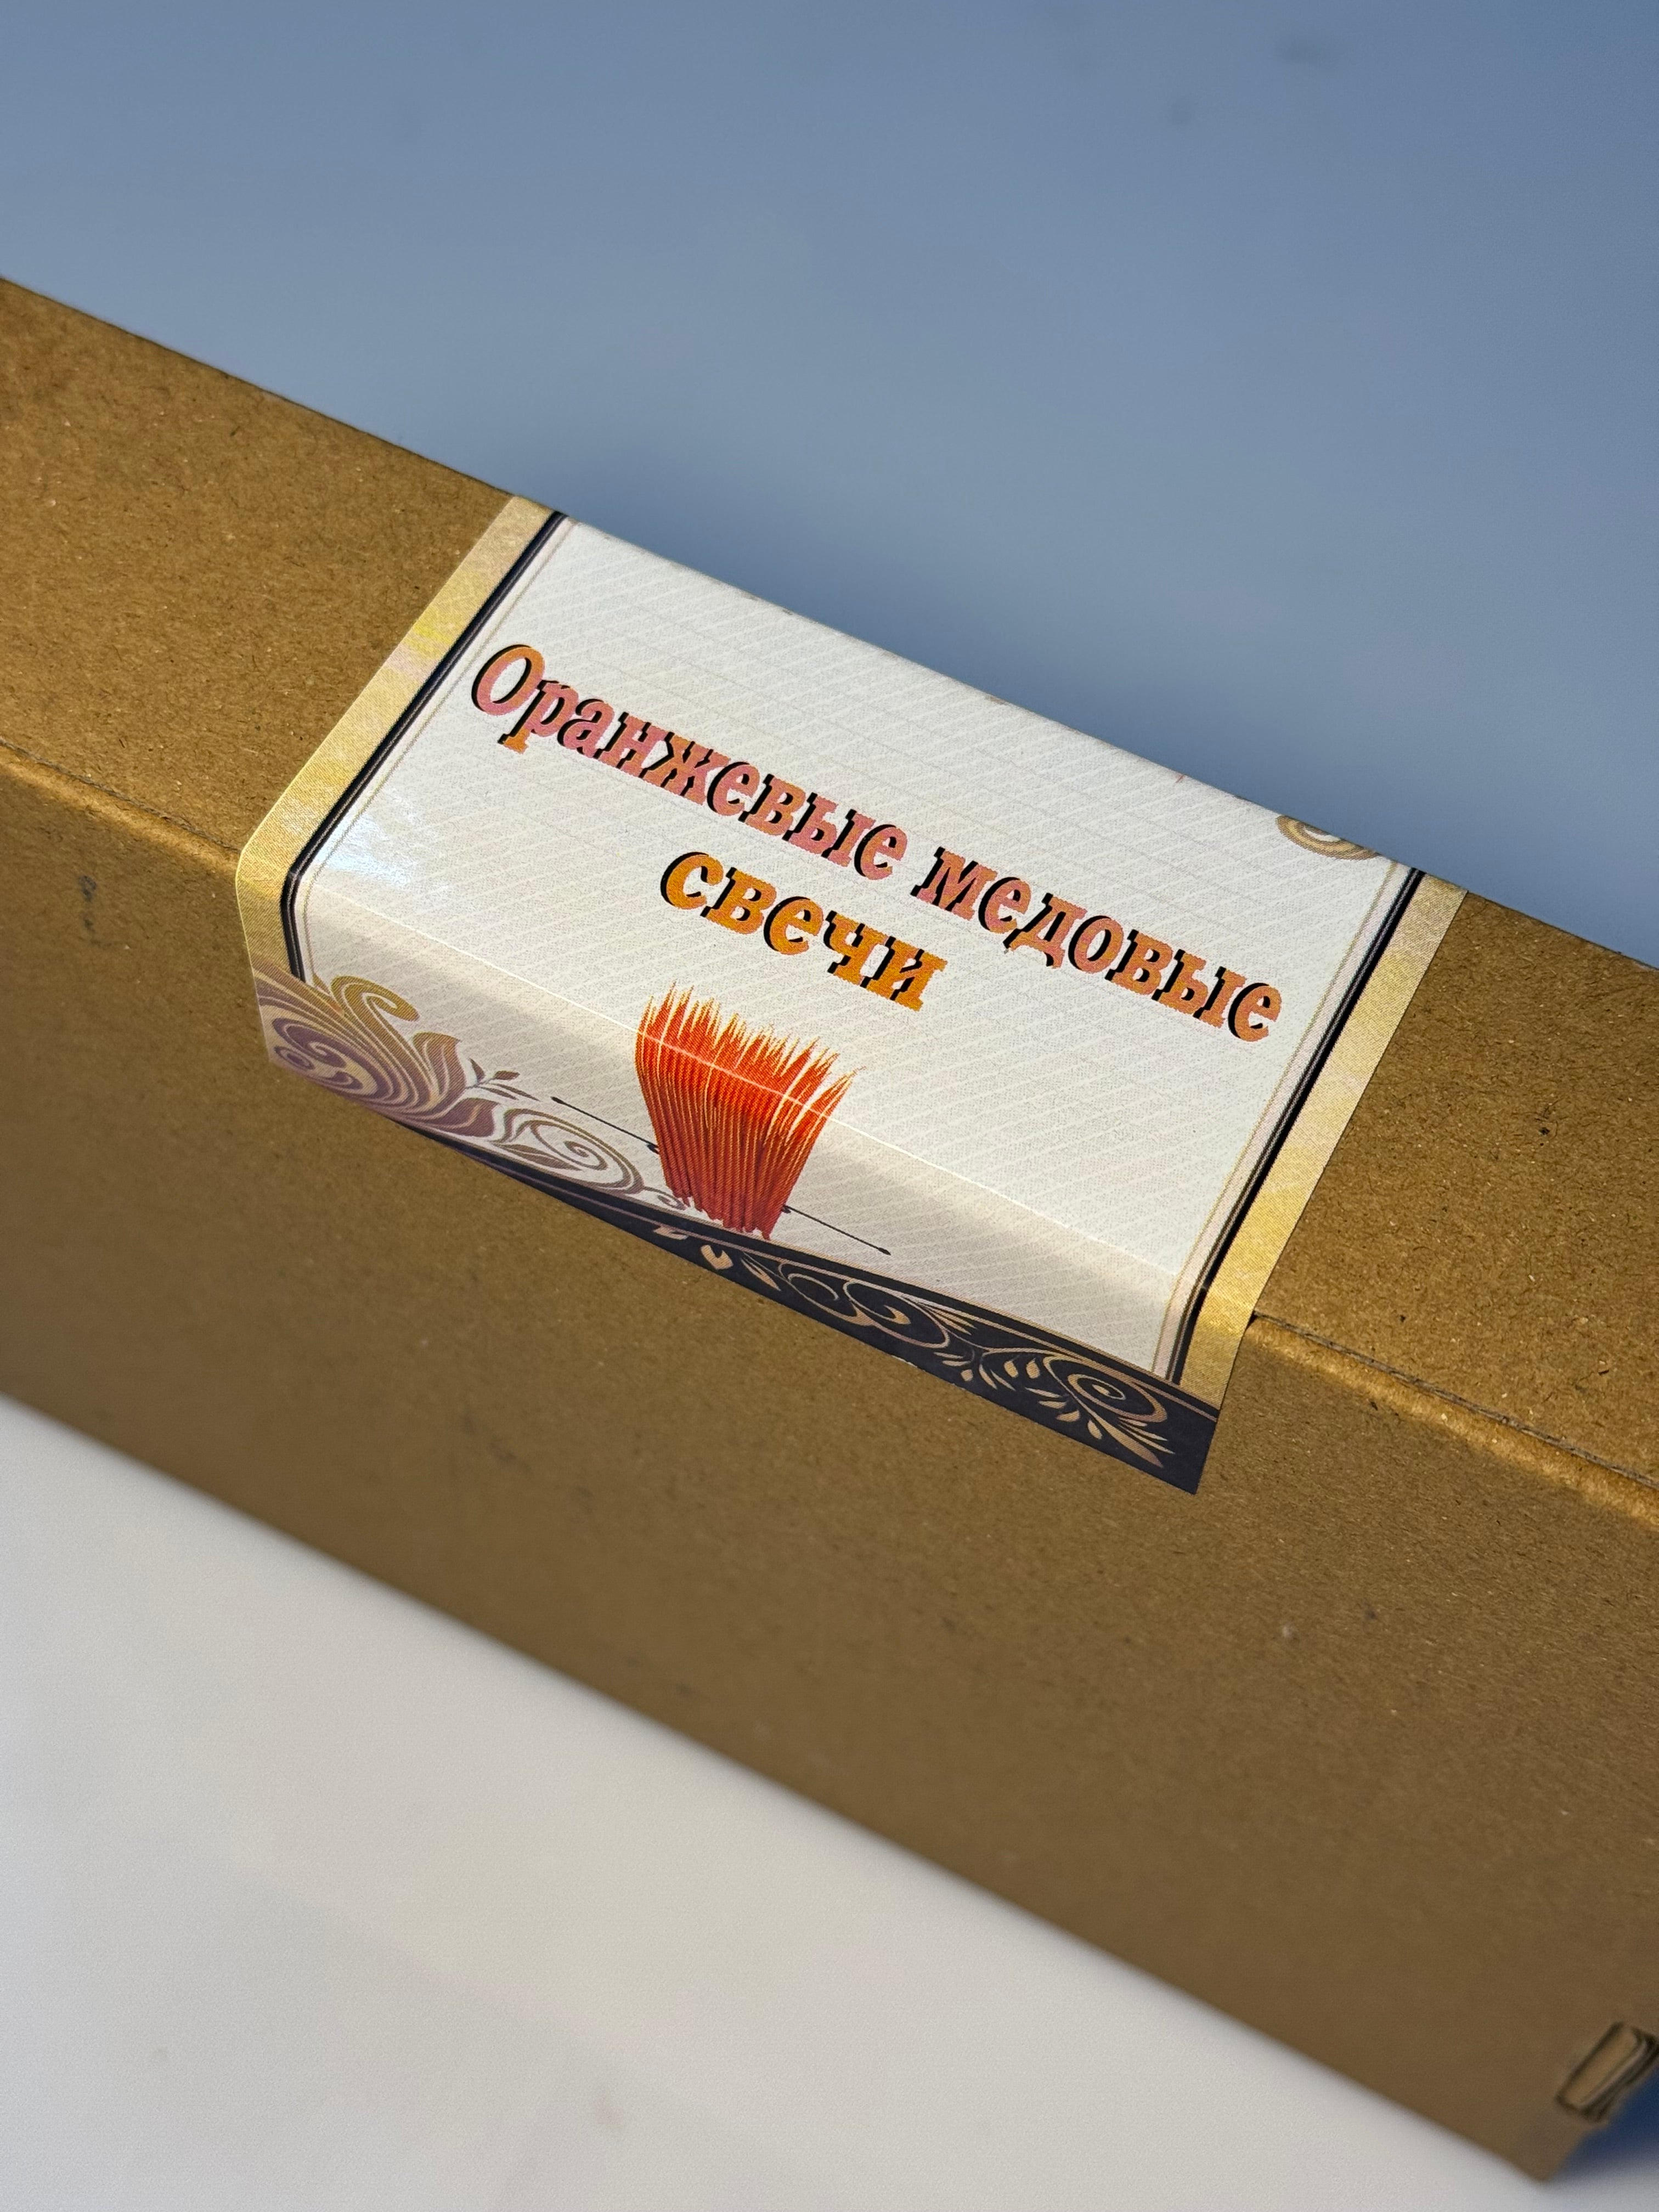 Оранжевые медовые
свечи